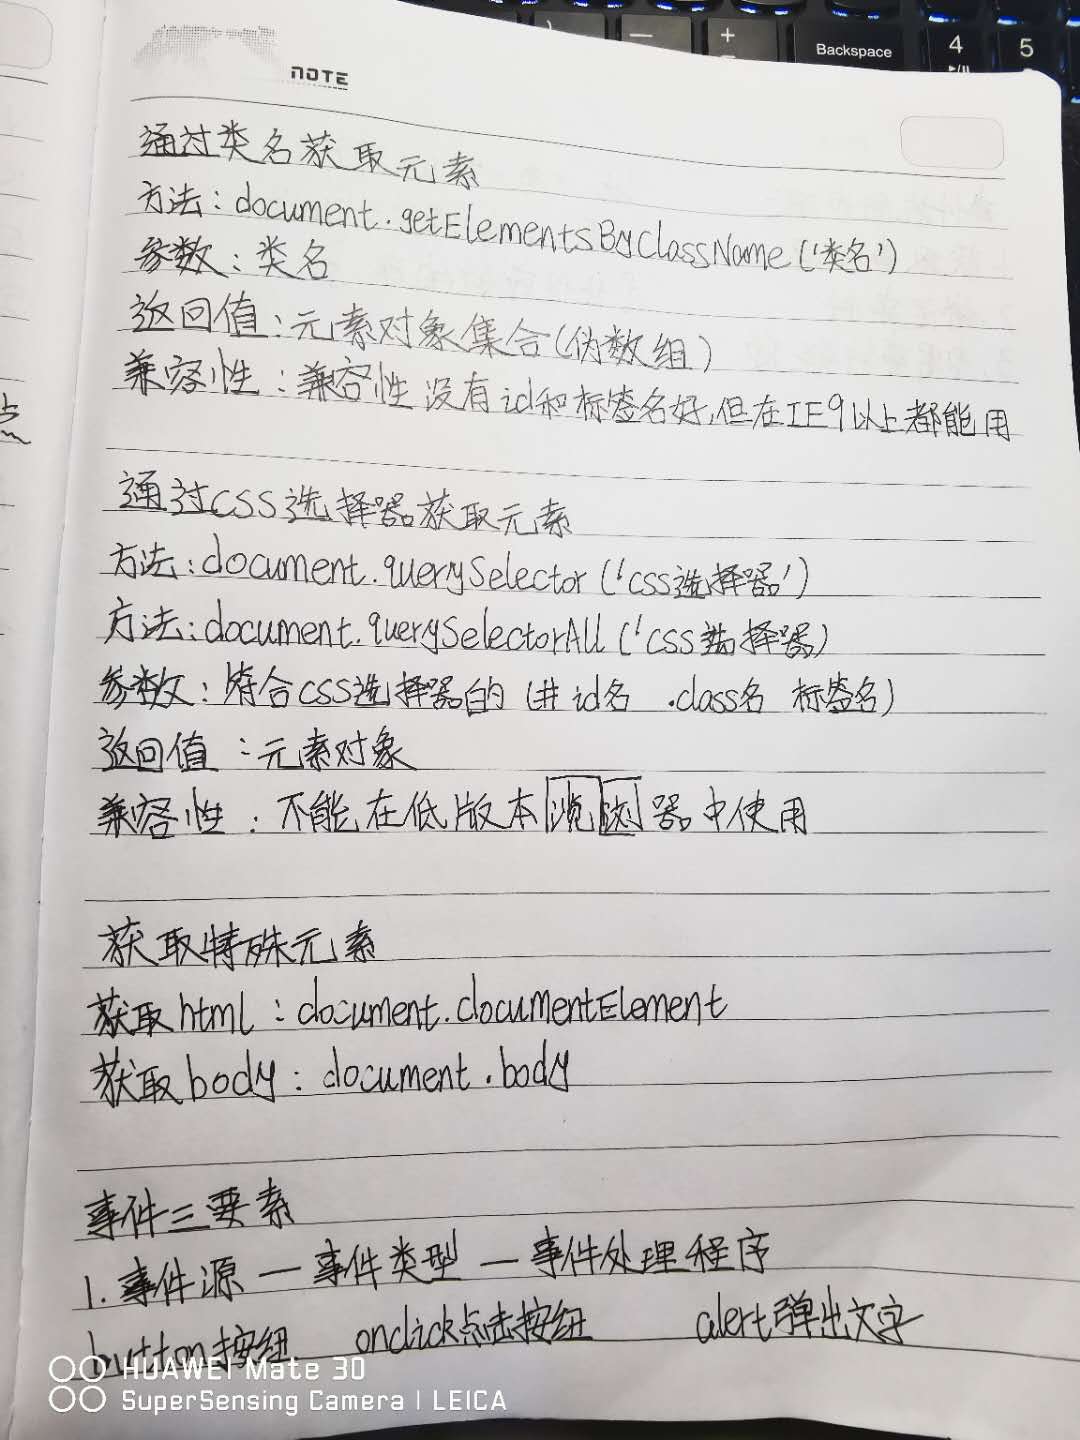 Backspace
4
5
NOTE
通过类名获取元素
方法：document.getElementsByClassName('类名')
参数：类名
返回值：元素对象集合(伪数组)
兼容性：兼容性没有id和标签名好，但在IE9以上都能用
通过CSS选择器获取元素
方法：document.querySelector('css选择器')
方法：document.querySelectorAll('css选择器)
参数：符合css选择器的(井id名 .class名 标签名)
返回值：元素对象
兼容性：不能在低版本浏浏器中使用
获取特殊元素
获取html：document.documentElement
获取body：document.body
事件三要素
1.事件源—事件类型—事件处理程序
button按钮 onclick点击按钮 alert弹出文字
HUAWEI Mate 30
SuperSensing Camera | LEICA